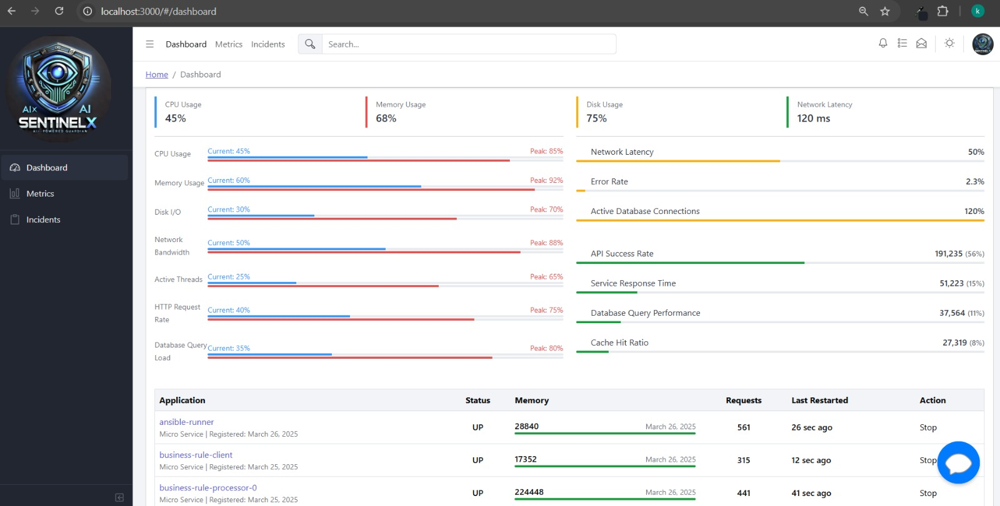 localhost:3000/#/dashboard
k
AIx AI
SENTINELX
Dashboard Metrics Incidents Search...
Home / Dashboard
Dashboard
Metrics
Incidents
CPU Usage
45%
Memory Usage
68%
Disk Usage
75%
Network Latency
120 ms
CPU Usage Current: 45% Peak: 85%
Memory Usage Current: 60% Peak: 92%
Disk I/O Current: 30% Peak: 70%
Network
Bandwidth
Current: 50% Peak: 88%
Active Threads Current: 25% Peak: 65%
HTTP Request
Rate
Current: 40% Peak: 75%
Database Query
Load
Current: 35% Peak: 80%
Network Latency 50%
Error Rate 2.3%
Active Database Connections 120%
API Success Rate 191,235 (56%)
Service Response Time 51,223 (15%)
Database Query Performance 37,564 (11%)
Cache Hit Ratio 27,319 (8%)
Application Status Memory Requests Last Restarted Action
ansible-runner
Micro Service | Registered: March 26, 2025
UP 28840 March 26, 2025 561 26 sec ago Stop
business-rule-client
Micro Service | Registered: March 25, 2025
UP 17352 March 26, 2025 315 12 sec ago Stop
business-rule-processor-0
Micro Service | Registered: March 25, 2025
UP 224448 March 26, 2025 441 41 sec ago Stop